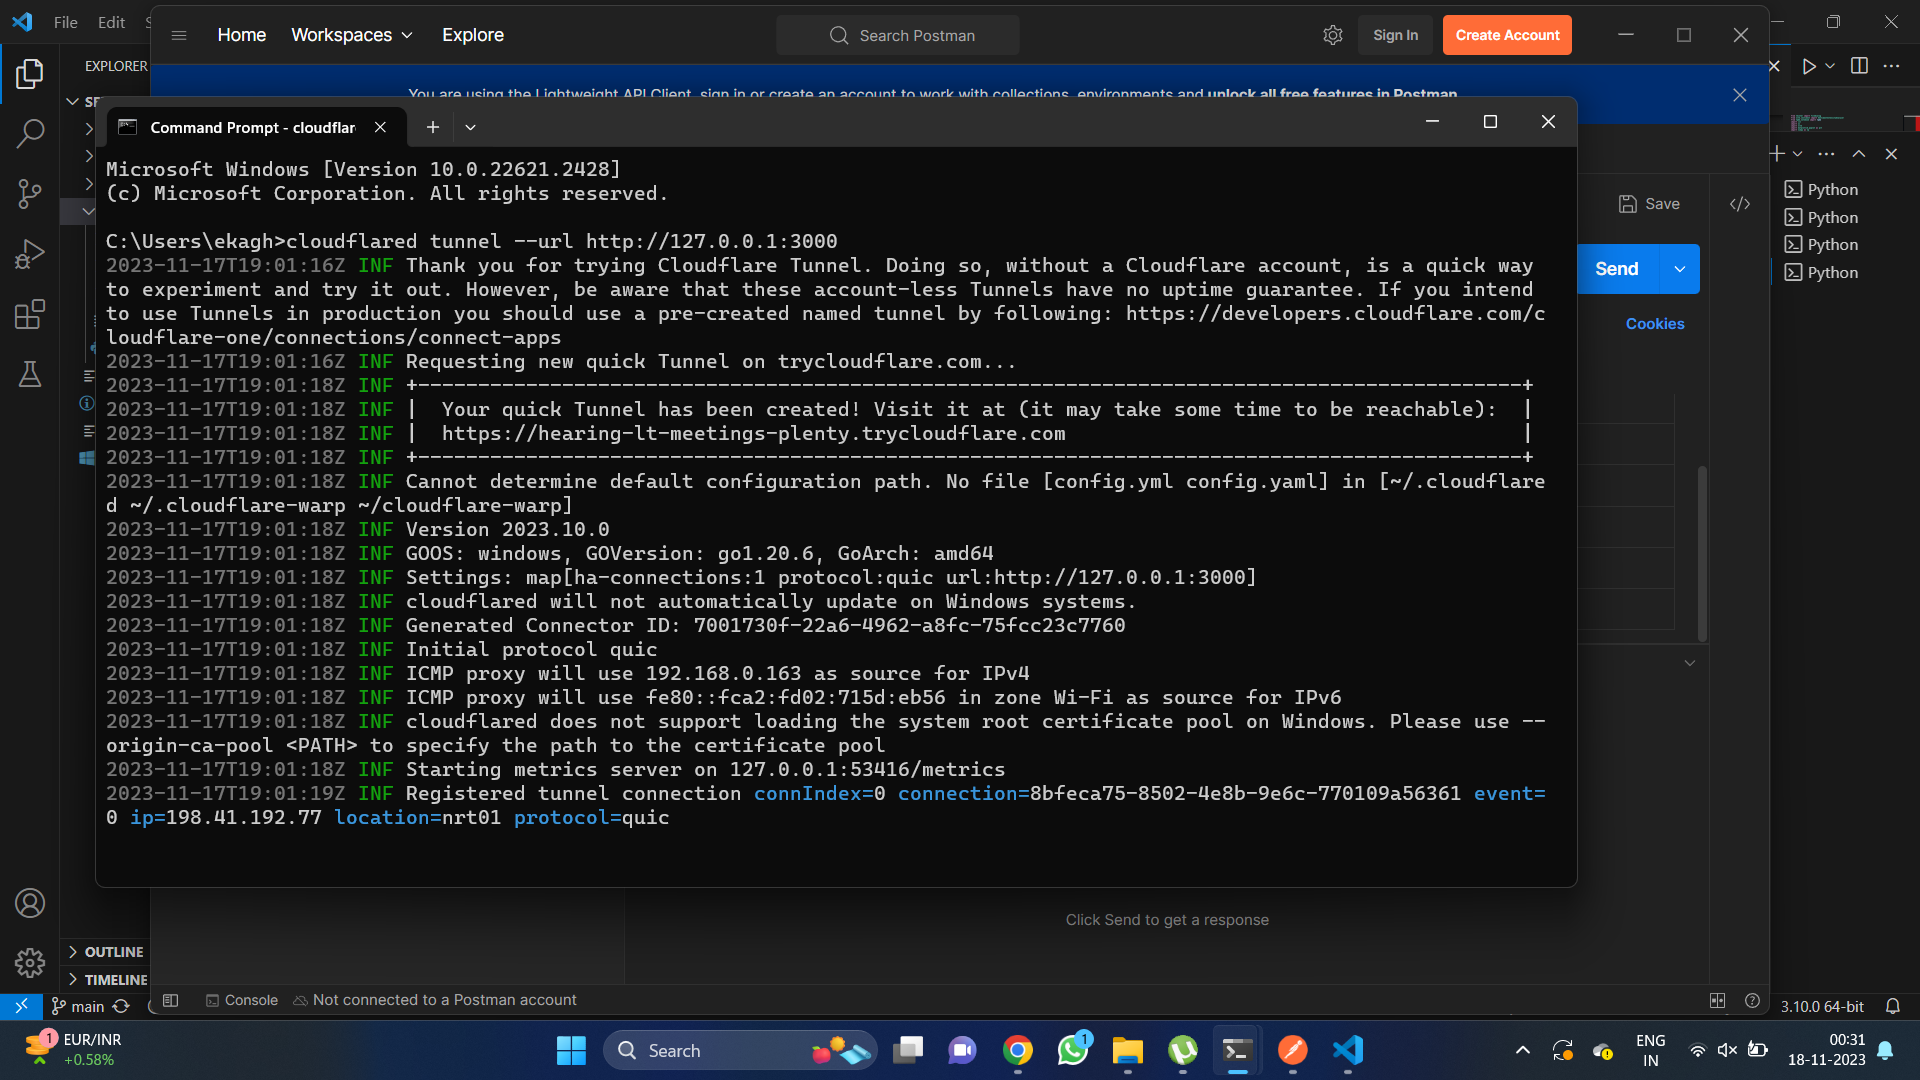 File Edit
Home Workspaces Explore
Search Postman
Sign In
Create Account
EXPLORER
You are using the Lightweight API Client, sign in or create an account to work with collections, environments and unlock all free features in Postman
Command Prompt - cloudflar
Microsoft Windows [Version 10.0.22621.2428]
(c) Microsoft Corporation. All rights reserved.
C:\Users\ekagh>cloudflared tunnel --url http://127.0.0.1:3000
2023-11-17T19:01:16Z INF Thank you for trying Cloudflare Tunnel. Doing so, without a Cloudflare account, is a quick way
to experiment and try it out. However, be aware that these account-less Tunnels have no uptime guarantee. If you intend
to use Tunnels in production you should use a pre-created named tunnel by following: https://developers.cloudflare.com/c
loudflare-one/connections/connect-apps
2023-11-17T19:01:16Z INF Requesting new quick Tunnel on trycloudflare.com...
2023-11-17T19:01:18Z INF +--------------------------------------------------------------------------------------------+
2023-11-17T19:01:18Z INF |  Your quick Tunnel has been created! Visit it at (it may take some time to be reachable):  |
2023-11-17T19:01:18Z INF |  https://hearing-lt-meetings-plenty.trycloudflare.com                                      |
2023-11-17T19:01:18Z INF +--------------------------------------------------------------------------------------------+
2023-11-17T19:01:18Z INF Cannot determine default configuration path. No file [config.yml config.yaml] in [~/.cloudflare
d ~/.cloudflare-warp ~/cloudflare-warp]
2023-11-17T19:01:18Z INF Version 2023.10.0
2023-11-17T19:01:18Z INF GOOS: windows, GOVersion: go1.20.6, GoArch: amd64
2023-11-17T19:01:18Z INF Settings: map[ha-connections:1 protocol:quic url:http://127.0.0.1:3000]
2023-11-17T19:01:18Z INF cloudflared will not automatically update on Windows systems.
2023-11-17T19:01:18Z INF Generated Connector ID: 7001730f-22a6-4962-a8fc-75fcc23c7760
2023-11-17T19:01:18Z INF Initial protocol quic
2023-11-17T19:01:18Z INF ICMP proxy will use 192.168.0.163 as source for IPv4
2023-11-17T19:01:18Z INF ICMP proxy will use fe80::fca2:fd02:715d:eb56 in zone Wi-Fi as source for IPv6
2023-11-17T19:01:18Z INF cloudflared does not support loading the system root certificate pool on Windows. Please use --
origin-ca-pool <PATH> to specify the path to the certificate pool
2023-11-17T19:01:18Z INF Starting metrics server on 127.0.0.1:53416/metrics
2023-11-17T19:01:19Z INF Registered tunnel connection connIndex=0 connection=8bfeca75-8502-4e8b-9e6c-770109a56361 event=
0 ip=198.41.192.77 location=nrt01 protocol=quic
Save
</>
Send
Cookies
Python
Python
Python
Python
Click Send to get a response
OUTLINE
TIMELINE
main
Console
Not connected to a Postman account
3.10.0 64-bit
1
EUR/INR
+0.58%
Search
1
ENG
IN
00:31
18-11-2023